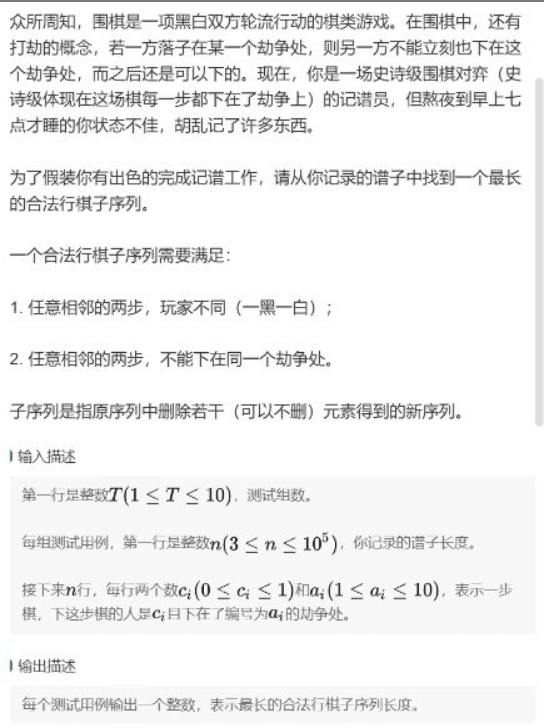 众所周知，围棋是一项黑白双方轮流行动的棋类游戏。在围棋中，还有
打劫的概念，若一方落子在某一个劫争处，则另一方不能立刻也下在这
个劫争处，而之后还是可以下的。现在，你是一场史诗级围棋对弈（史
诗级体现在这场棋每一步都下在了劫争上）的记谱员，但熬夜到早上七
点才睡的你状态不佳，胡乱记了许多东西。
为了假装你有出色的完成记谱工作，请从你记录的谱子中找到一个最长
的合法行棋子序列。
一个合法行棋子序列需要满足：
1. 任意相邻的两步，玩家不同（一黑一白）；
2. 任意相邻的两步，不能下在同一个劫争处。
子序列是指原序列中删除若干（可以不删）元素得到的新序列。
输入描述
第一行是整数T(1 ≤ T ≤ 10)，测试组数。
每组测试用例，第一行是整数n(3 ≤ n ≤ 10^5)，你记录的谱子长度。
接下来n行，每行两个数c_i(0 ≤ c_i ≤ 1)和a_i(1 ≤ a_i ≤ 10)，表示一步
棋，下这步棋的人是c_i且下在了编号为a_i的劫争处。
输出描述
每个测试用例输出一个整数，表示最长的合法行棋子序列长度。